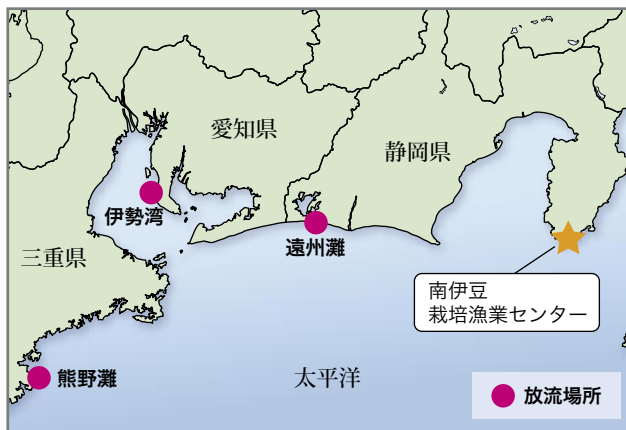 愛知県
静岡県
伊勢湾
遠州灘
三重県
南伊豆
栽培漁業センター
熊野灘
太平洋
放流場所